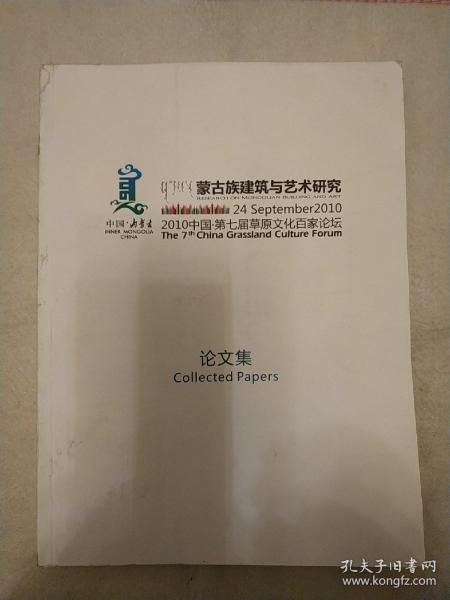 蒙古族建筑与艺术研究
RESEARCH ON MONGOLIAN BUILDING AND ART
24 September2010
中国·内蒙古
INNER MONGOLIA
CHINA
2010中国·第七届草原文化百家论坛
The 7th China Grassland Culture Forum
论文集
Collected Papers
孔夫子旧书网
www.kongfz.com